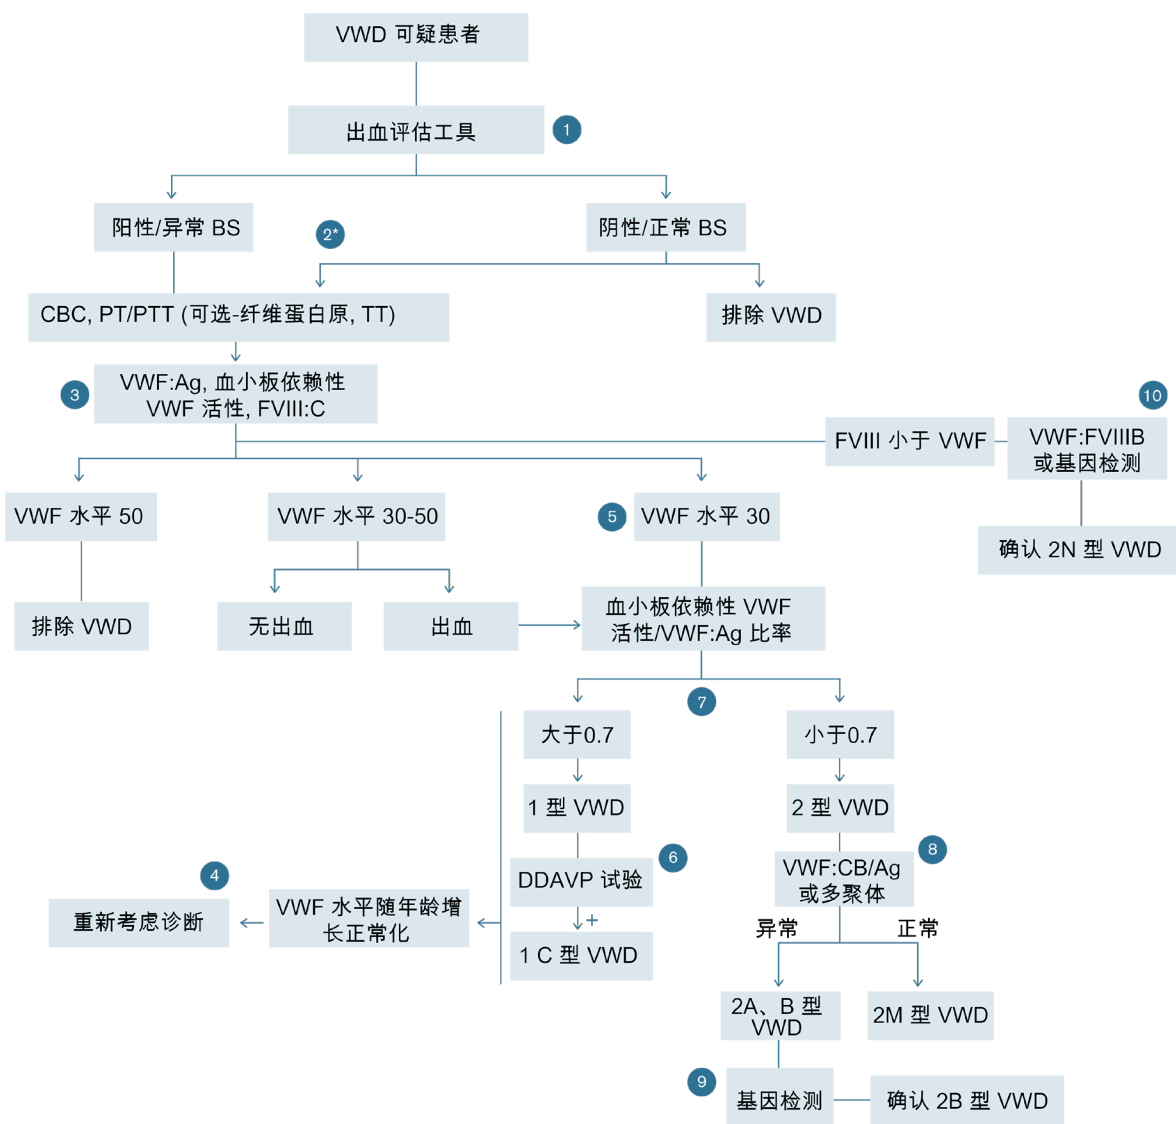 VWD 可疑患者
出血评估工具
1
阳性/异常 BS
2*
阴性/正常 BS
CBC, PT/PTT (可选-纤维蛋白原, TT)
排除 VWD
3
VWF:Ag, 血小板依赖性
VWF 活性, FVIII:C
10
FVIII 小于 VWF
VWF:FVIIIB
或基因检测
确认 2N 型 VWD
VWF 水平 50
VWF 水平 30-50
5
VWF 水平 30
排除 VWD
无出血
出血
血小板依赖性 VWF
活性/VWF:Ag 比率
7
大于0.7
小于0.7
1 型 VWD
2 型 VWD
6
DDAVP 试验
8
VWF:CB/Ag
或多聚体
4
重新考虑诊断
VWF 水平随年龄增
长正常化
+
1 C 型 VWD
异常
正常
2A、B 型
VWD
2M 型 VWD
9
基因检测
确认 2B 型 VWD